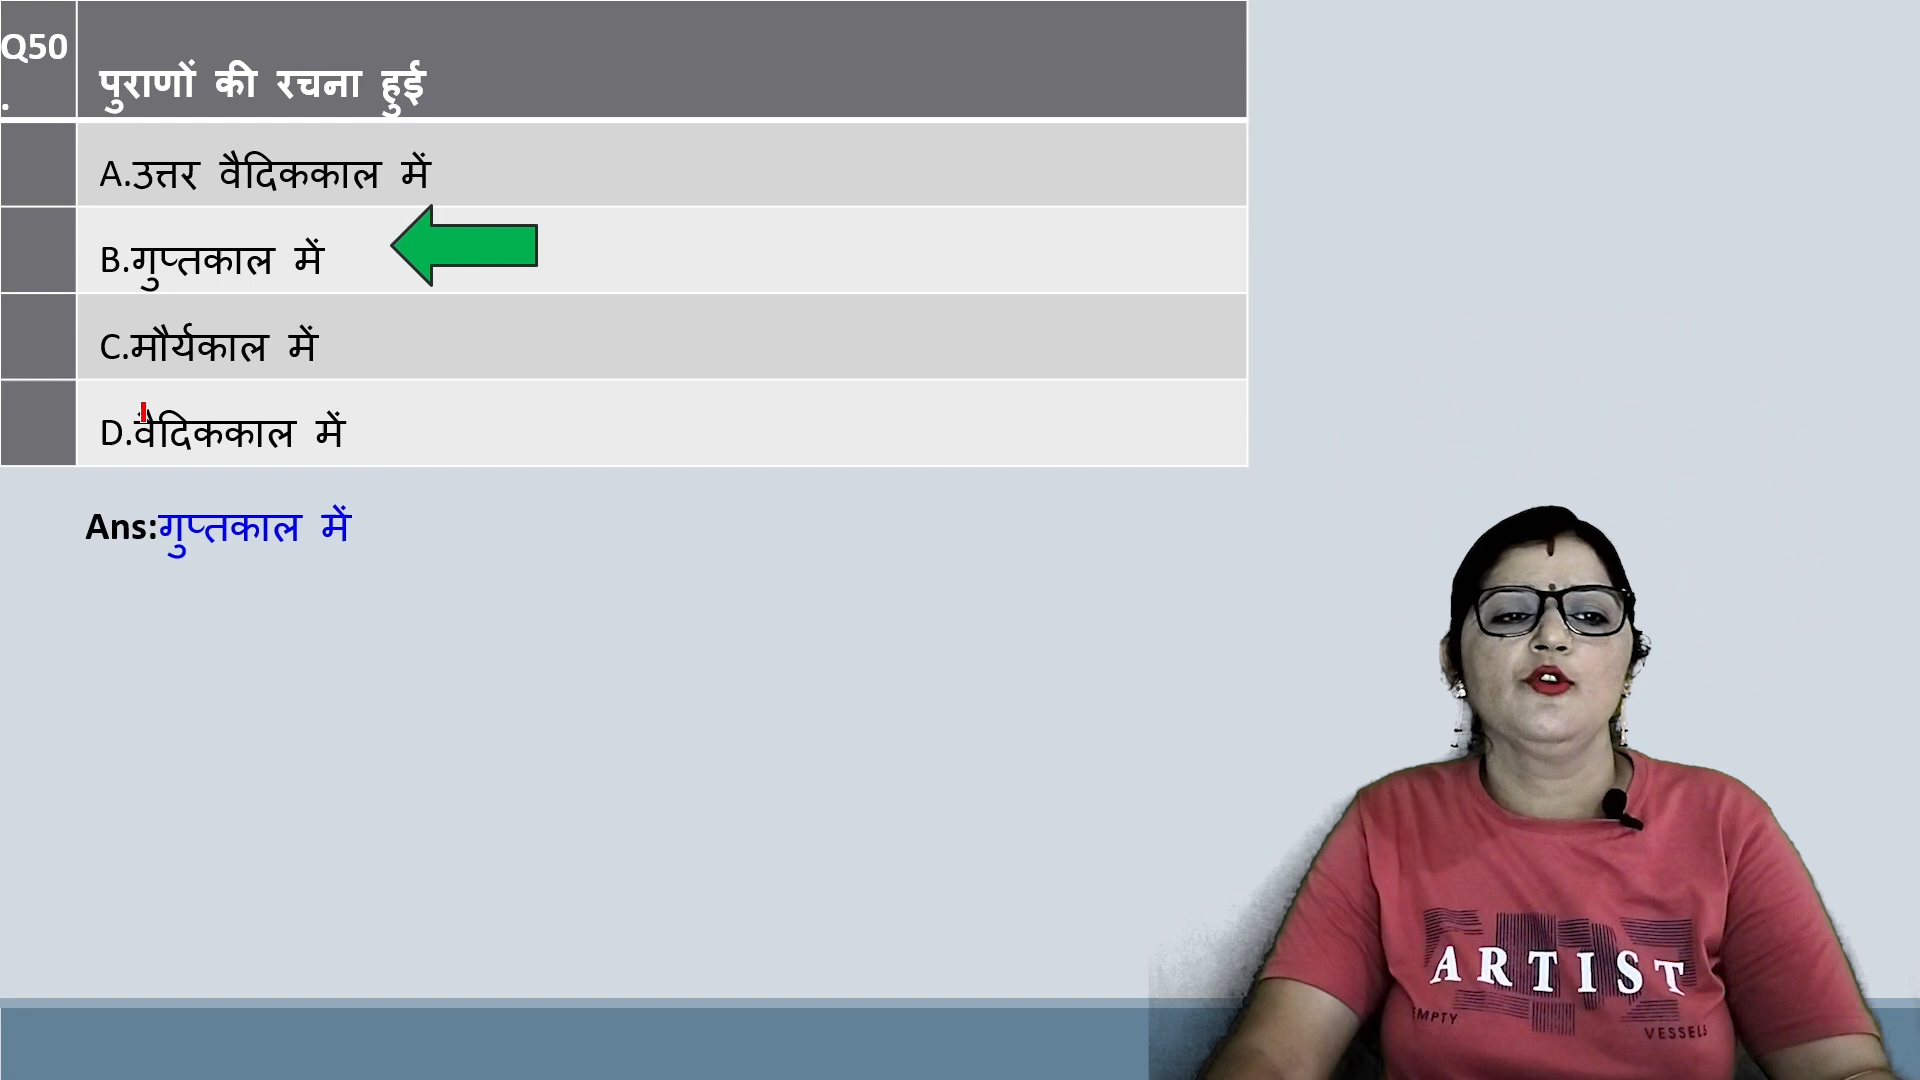 Q50
.
पुराणों की रचना हुई
A.उत्तर वैदिककाल में
B.गुप्तकाल में
C.मौर्यकाल में
D.वैदिककाल में
Ans:गुप्तकाल में
ARTIST
EMPTY
VESSELS